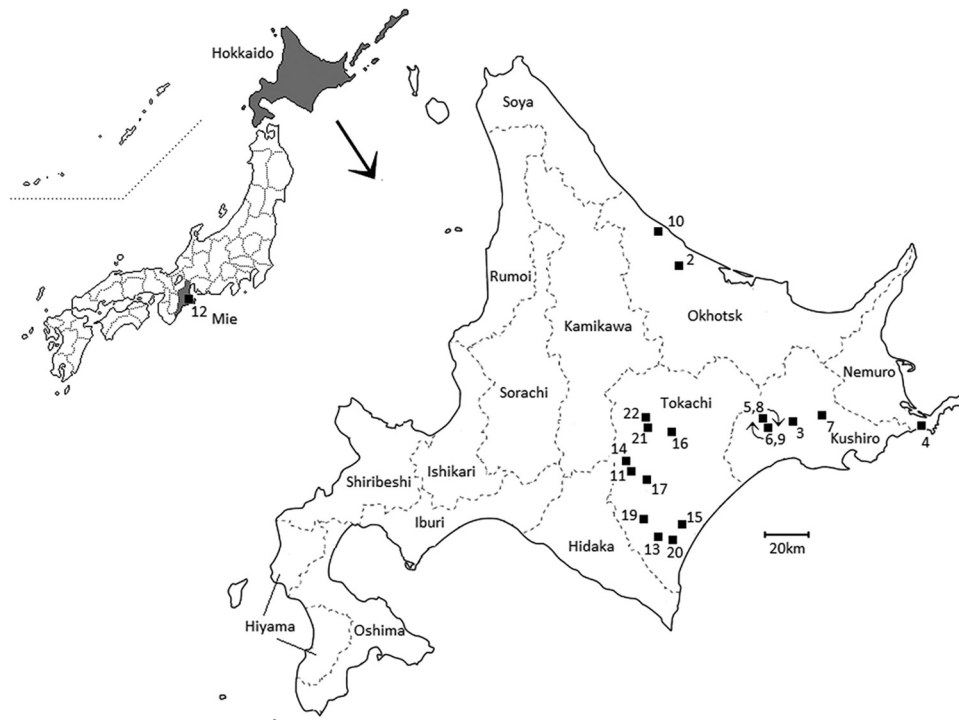 Hokkaido
12
Mie
Soya
10
2
Rumoi
Okhotsk
Kamikawa
Nemuro
Sorachi
Tokachi
5,8
3
7
22
21
16
6,9
Kushiro
4
14
11
17
Ishikari
Shiribeshi
Iburi
19
15
13
20
Hidaka
20km
Hiyama
Oshima